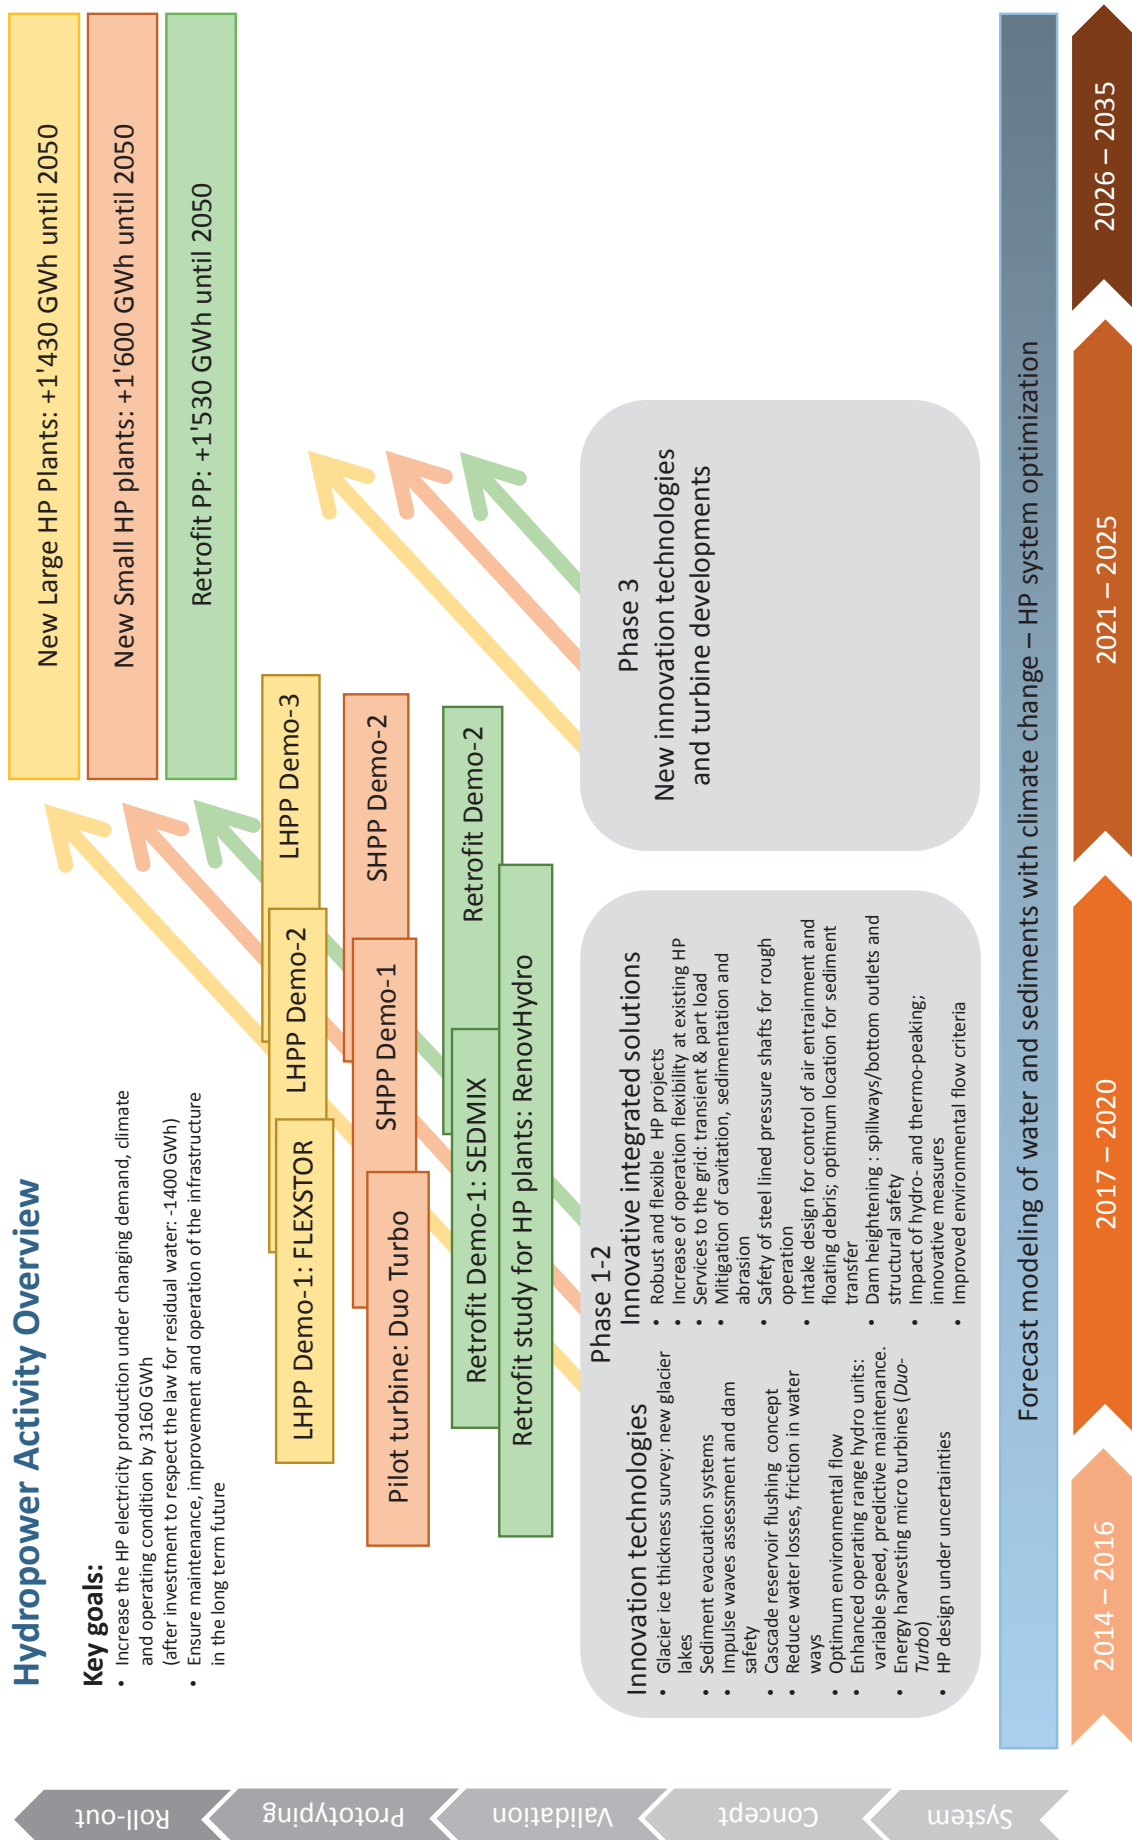 Hydropower Activity Overview
Key goals:
• Increase the HP electricity production under changing demand, climate
and operating condition by 3160 GWh
(after investment to respect the law for residual water: -1400 GWh)
• Ensure maintenance, improvement and operation of the infrastructure
in the long term future
New Large HP Plants: +1'430 GWh until 2050
New Small HP plants: +1'600 GWh until 2050
Retrofit PP: +1'530 GWh until 2050
LHPP Demo-1: FLEXSTOR
LHPP Demo-2
LHPP Demo-3
Pilot turbine: Duo Turbo
SHPP Demo-1
SHPP Demo-2
Retrofit Demo-1: SEDMIX
Retrofit Demo-2
Retrofit study for HP plants: RenovHydro
Phase 1-2
Innovation technologies
• Glacier ice thickness survey: new glacier
lakes
• Sediment evacuation systems
• Impulse waves assessment and dam
safety
• Cascade reservoir flushing concept
• Reduce water losses, friction in water
ways
• Optimum environmental flow
• Enhanced operating range hydro units:
variable speed, predictive maintenance.
• Energy harvesting micro turbines (Duo-
Turbo)
• HP design under uncertainties
Innovative integrated solutions
• Robust and flexible HP projects
• Increase of operation flexibility at existing HP
• Services to the grid: transient & part load
• Mitigation of cavitation, sedimentation and
abrasion
• Safety of steel lined pressure shafts for rough
operation
• Intake design for control of air entrainment and
floating debris; optimum location for sediment
transfer
• Dam heightening : spillways/bottom outlets and
structural safety
• Impact of hydro- and thermo-peaking;
innovative measures
• Improved environmental flow criteria
Phase 3
New innovation technologies
and turbine developments
Forecast modeling of water and sediments with climate change – HP system optimization
2014 – 2016
2017 – 2020
2021 – 2025
2026 – 2035
Roll-out
Prototyping
Validation
Concept
System